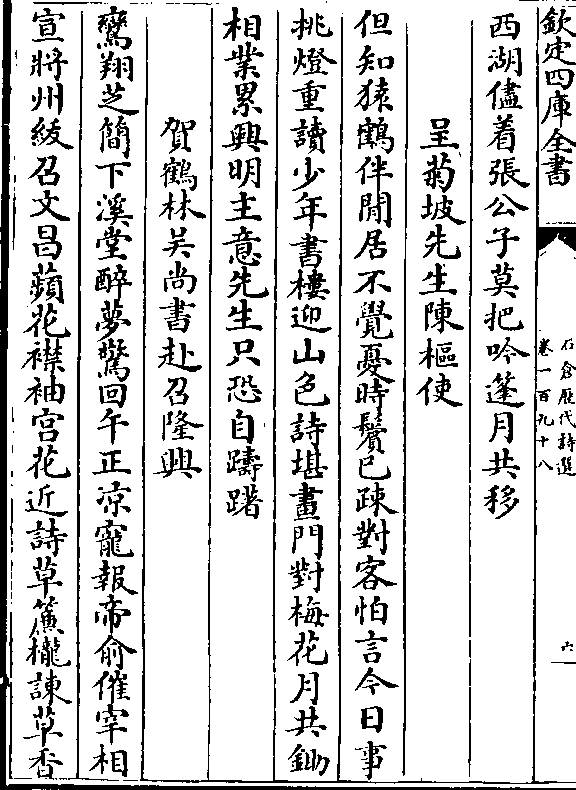 欽定四庫全書
石倉歷代詩選
卷一百九十八
六
西湖儘着張公子莫把吟篷月共移
呈菊坡先生陳樞使
但知猿鶴伴閒居不覺憂時鬢已疎對客怕言今日事
挑燈重讀少年書樓迎山色詩堪畫門對梅花月共鋤
相業累興明主意先生只恐自躊躇
賀鶴林吳尚書赴召隆興
鸞翔芝簡下溪堂醉夢驚回午正凉寵報帝俞催宰相
宣將州紱召文昌蘋花襟袖宫花近詩草簾櫳諫草香